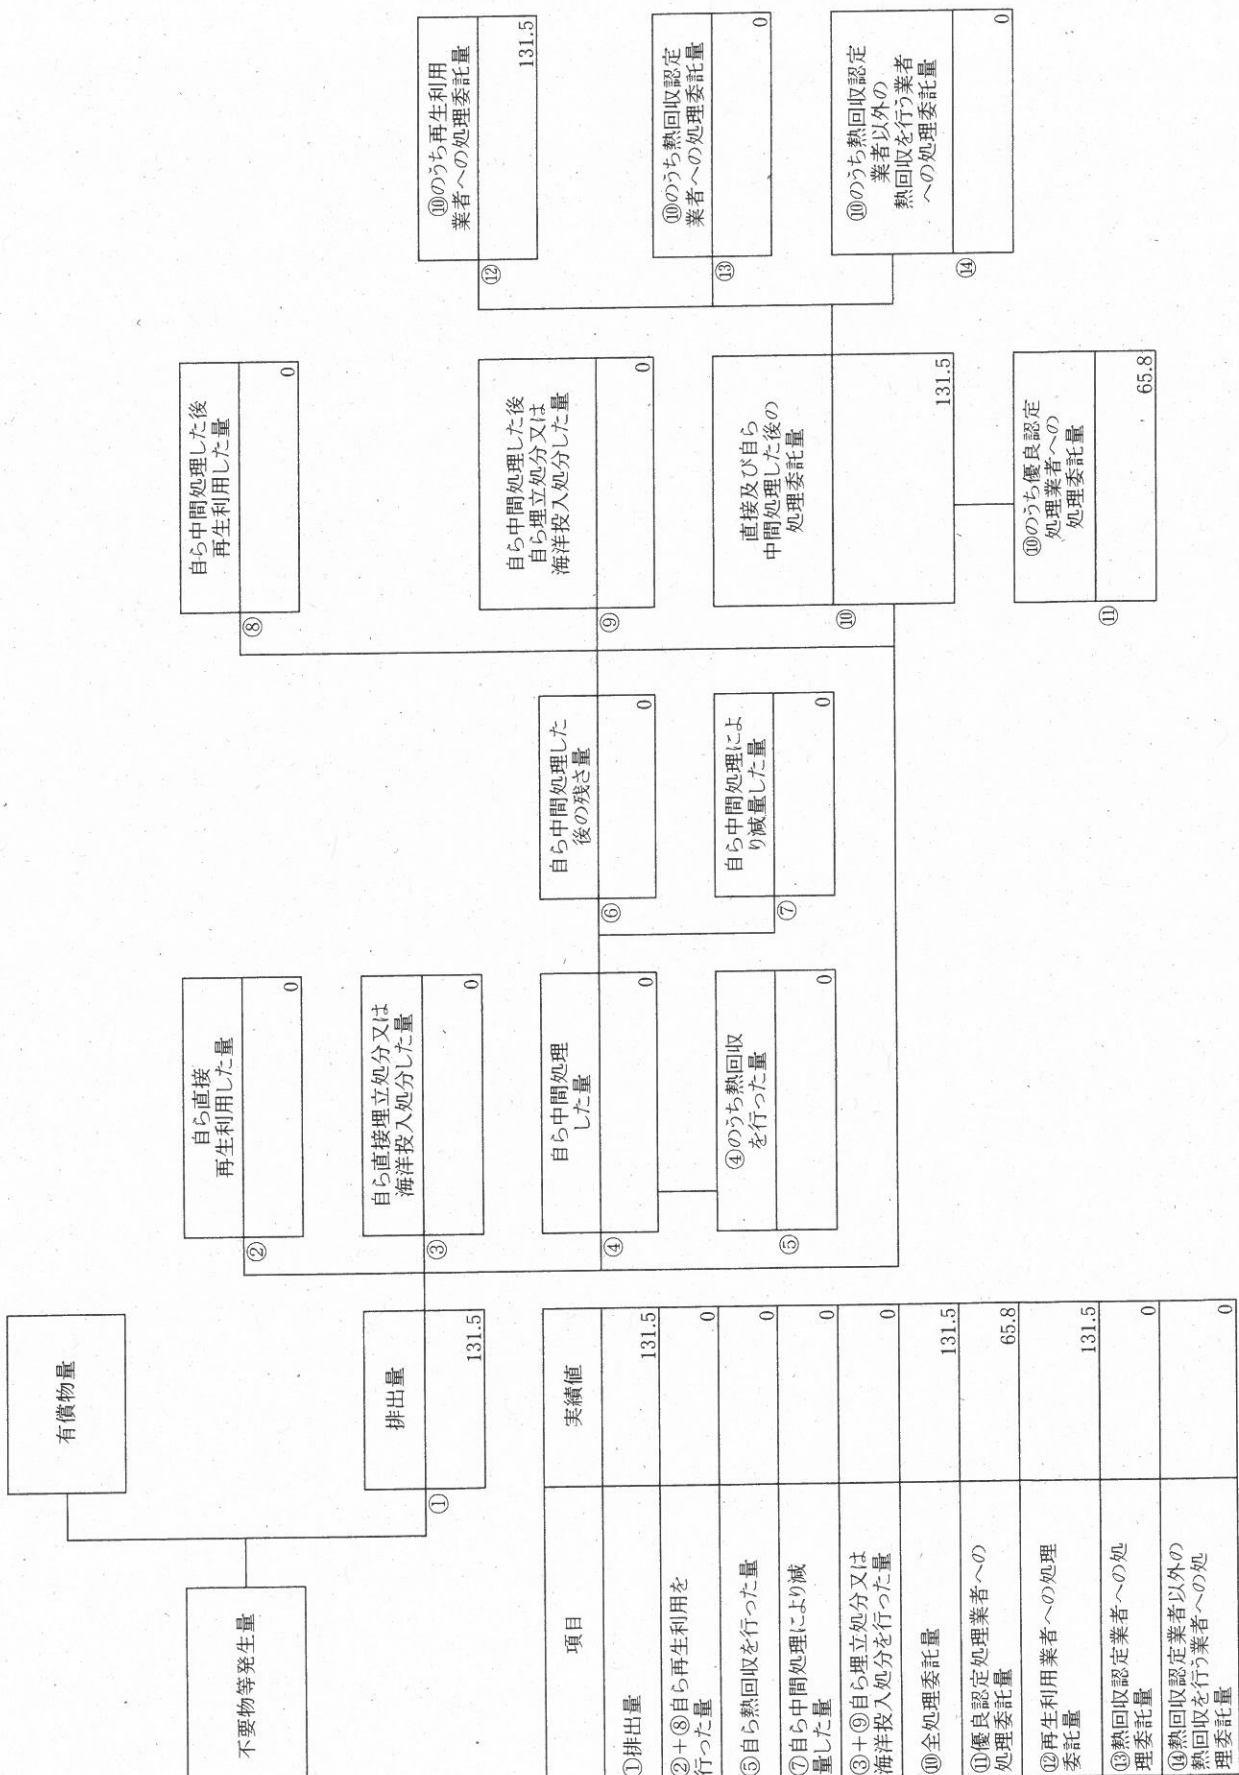 不要物等発生量
有償物量
排出量
①
131.5
自ら直接
再生利用した量
②
0
自ら直接埋立処分又は
海洋投入処分した量
③
0
自ら中間処理
した量
④
0
④のうち熱回収
を行った量
⑤
0
自ら中間処理した
後の残さ量
⑥
0
自ら中間処理によ
り減量した量
⑦
0
自ら中間処理した後
再生利用した量
⑧
0
自ら中間処理した後
自ら埋立処分又は
海洋投入処分した量
⑨
0
直接及び自ら
中間処理した後の
処理委託量
⑩
131.5
⑩のうち優良認定
処理業者への
処理委託量
⑪
65.8
⑩のうち再生利用
業者への処理委託量
⑫
131.5
⑩のうち熱回収認定
業者への処理委託量
⑬
0
⑩のうち熱回収認定
業者以外の
熱回収を行う業者
への処理委託量
⑭
0
項目 実績値
①排出量 131.5
②+⑧自ら再生利用を
行った量 0
⑤自ら熱回収を行った量 0
⑦自ら中間処理により減
量した量 0
③+⑨自ら埋立処分又は
海洋投入処分を行った量 0
⑩全処理委託量 131.5
⑪優良認定処理業者への
処理委託量 65.8
⑫再生利用業者への処理
委託量 131.5
⑬熱回収認定業者への処
理委託量 0
⑭熱回収認定業者以外の
熱回収を行う業者への処
理委託量 0